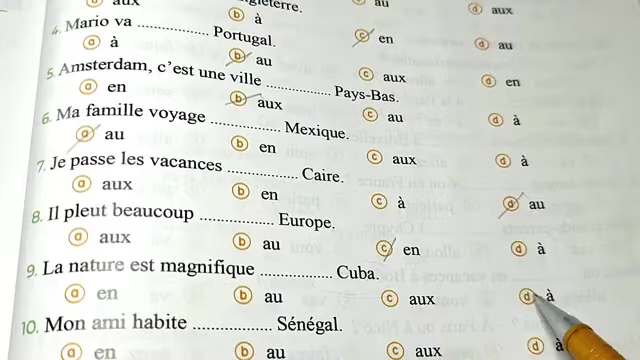 aux ⓑ à au ⓓ aux
4. Mario va .................. Portugal.
ⓐ à ⓑ au ⓒ en ⓓ au
5. Amsterdam, c'est une ville .................. Pays-Bas.
ⓐ en ⓑ aux ⓒ aux ⓓ en
6. Ma famille voyage .................. Mexique.
ⓐ au ⓑ en ⓒ au ⓓ à
7. Je passe les vacances .................. Caire.
ⓐ aux ⓑ en ⓒ aux ⓓ à
8. Il pleut beaucoup .................. Europe.
ⓐ aux ⓑ au ⓒ à ⓓ au
9. La nature est magnifique .................. Cuba.
ⓐ en ⓑ au ⓒ en ⓓ à
10. Mon ami habite .................. Sénégal.
ⓐ en ⓑ au ⓒ aux ⓓ à